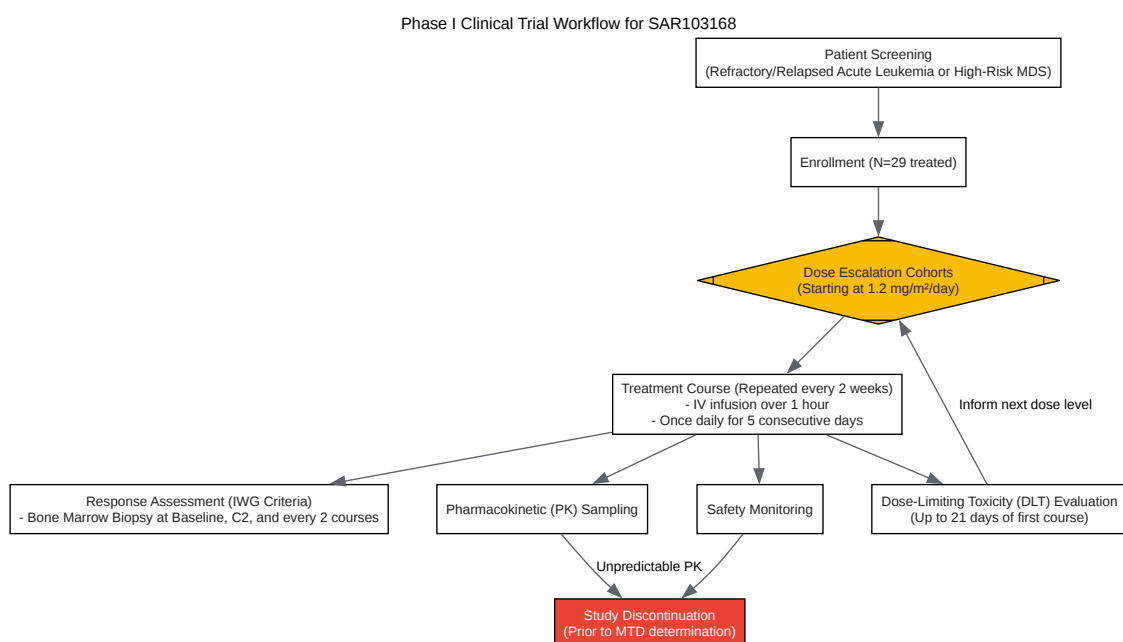 Phase I Clinical Trial Workflow for SAR103168
Patient Screening
(Refractory/Relapsed Acute Leukemia or High-Risk MDS)
Enrollment (N=29 treated)
Dose Escalation Cohorts
(Starting at 1.2 mg/m²/day)
Treatment Course (Repeated every 2 weeks)
- IV infusion over 1 hour
- Once daily for 5 consecutive days
Inform next dose level
Response Assessment (IWG Criteria)
- Bone Marrow Biopsy at Baseline, C2, and every 2 courses
Pharmacokinetic (PK) Sampling
Safety Monitoring
Dose-Limiting Toxicity (DLT) Evaluation
(Up to 21 days of first course)
Unpredictable PK
Study Discontinuation
(Prior to MTD determination)